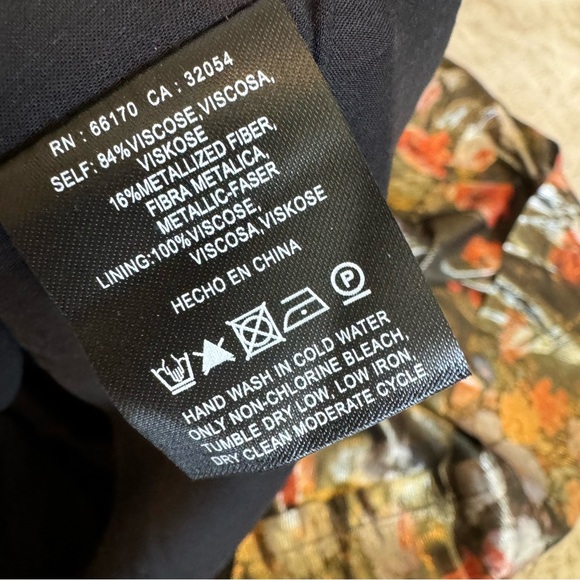 RN : 66170 CA : 32054
SELF: 84%VISCOSE,VISCOSA,
VISKOSE
16%METALLIZED FIBER,
FIBRA METALICA,
METALLIC-FASER
LINING:100%VISCOSE,
VISCOSA,VISKOSE
HECHO EN CHINA
P
HAND WASH IN COLD WATER
ONLY NON-CHLORINE BLEACH,
TUMBLE DRY LOW, LOW IRON,
DRY CLEAN MODERATE CYCLE